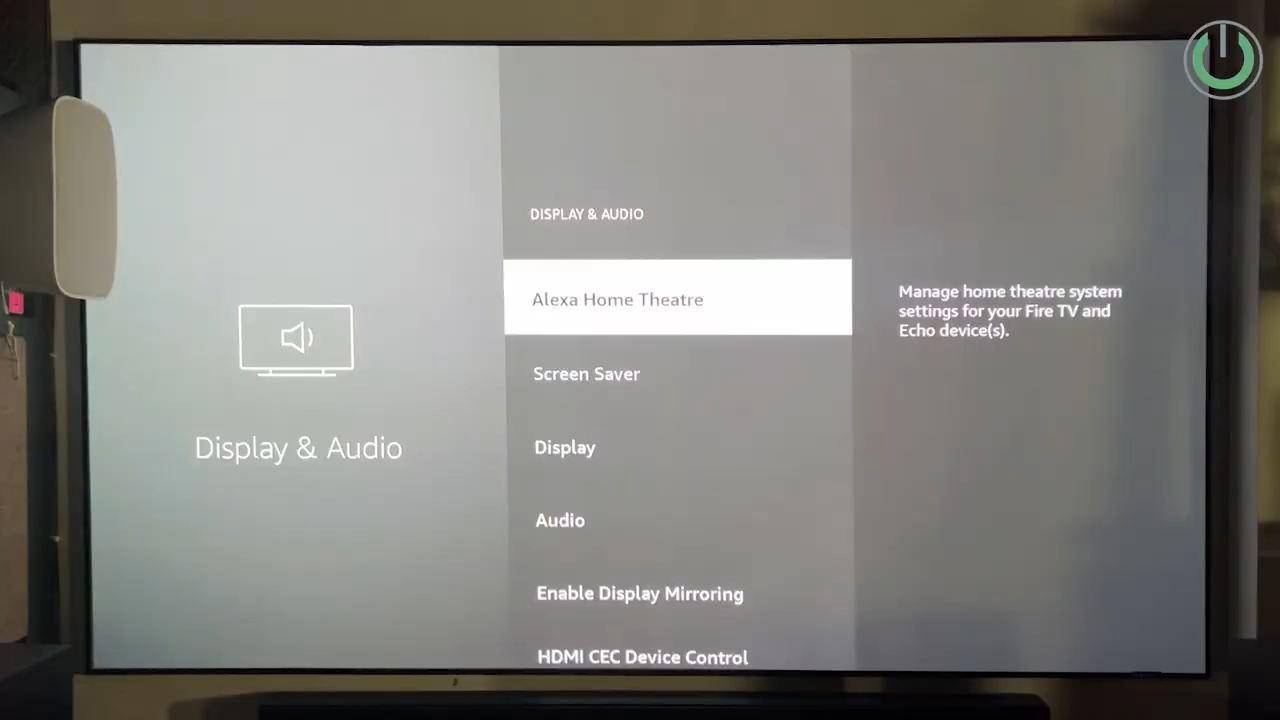 DISPLAY & AUDIO
Alexa Home Theatre
Screen Saver
Display
Audio
Enable Display Mirroring
HDMI CEC Device Control
Display & Audio
Manage home theatre system
settings for your Fire TV and
Echo device(s).